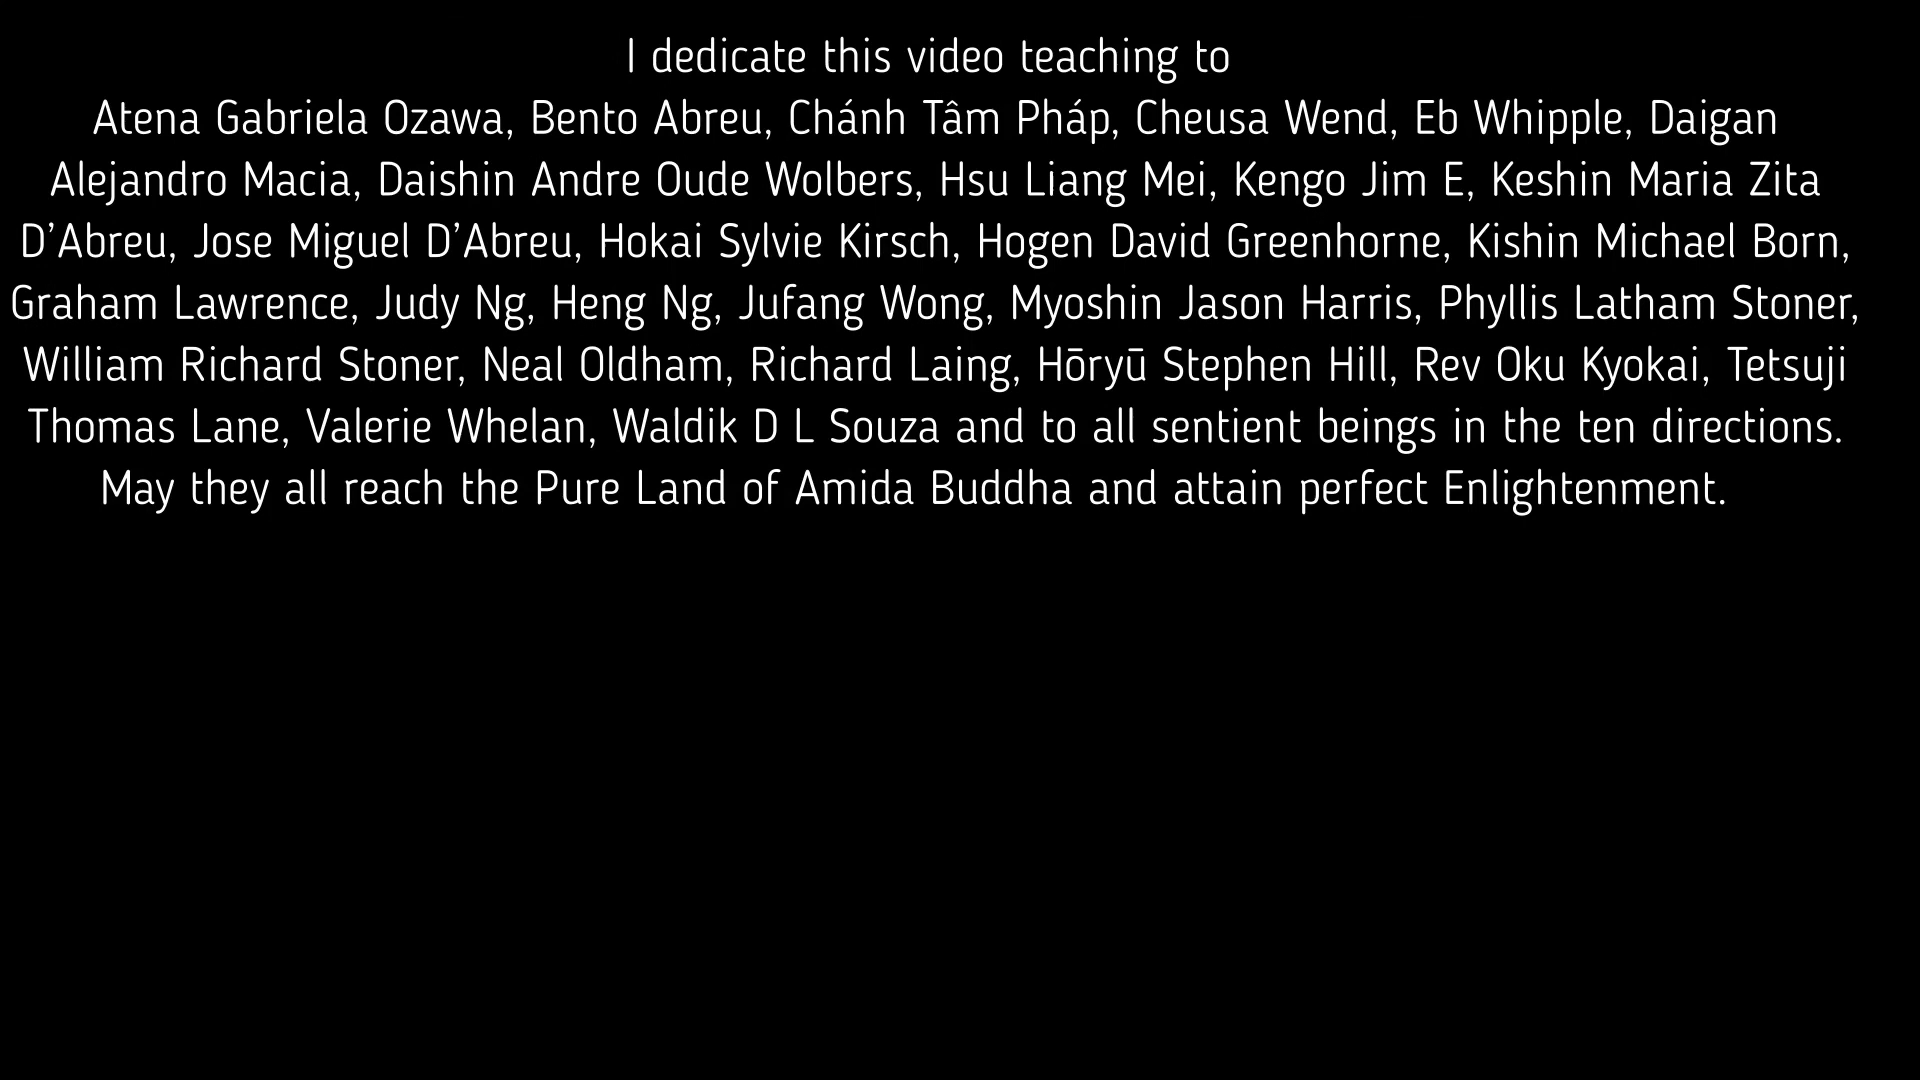 I dedicate this video teaching to
Atena Gabriela Ozawa, Bento Abreu, Chánh Tâm Pháp, Cheusa Wend, Eb Whipple, Daigan
Alejandro Macia, Daishin Andre Oude Wolbers, Hsu Liang Mei, Kengo Jim E, Keshin Maria Zita
D’Abreu, Jose Miguel D’Abreu, Hokai Sylvie Kirsch, Hogen David Greenhorne, Kishin Michael Born,
Graham Lawrence, Judy Ng, Heng Ng, Jufang Wong, Myoshin Jason Harris, Phyllis Latham Stoner,
William Richard Stoner, Neal Oldham, Richard Laing, Hōryū Stephen Hill, Rev Oku Kyokai, Tetsuji
Thomas Lane, Valerie Whelan, Waldik D L Souza and to all sentient beings in the ten directions.
May they all reach the Pure Land of Amida Buddha and attain perfect Enlightenment.